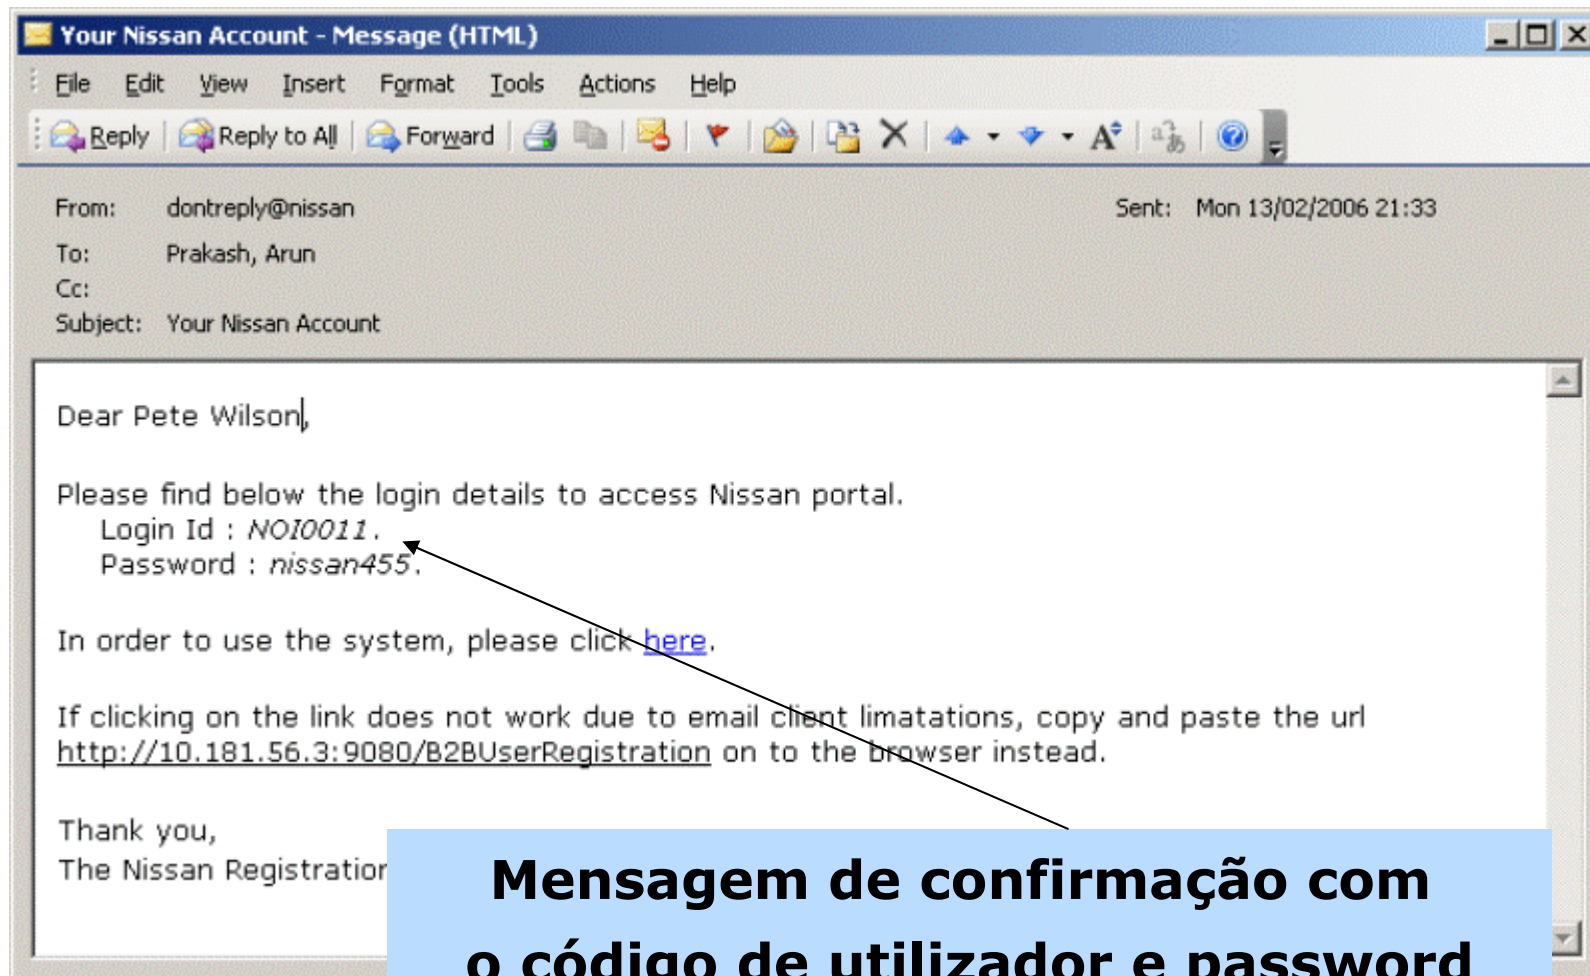 Your Nissan Account - Message (HTML)
File Edit View Insert Format Tools Actions Help
Reply Reply to All Forward
From: dontreply@nissan Sent: Mon 13/02/2006 21:33
To: Prakash, Arun
Cc:
Subject: Your Nissan Account
Dear Pete Wilson,
Please find below the login details to access Nissan portal.
Login Id : NOI0011.
Password : nissan455.
In order to use the system, please click here.
If clicking on the link does not work due to email client limatations, copy and paste the url
http://10.181.56.3:9080/B2BUserRegistration on to the browser instead.
Thank you,
The Nissan Registration
Mensagem de confirmação com
o código de utilizador e password